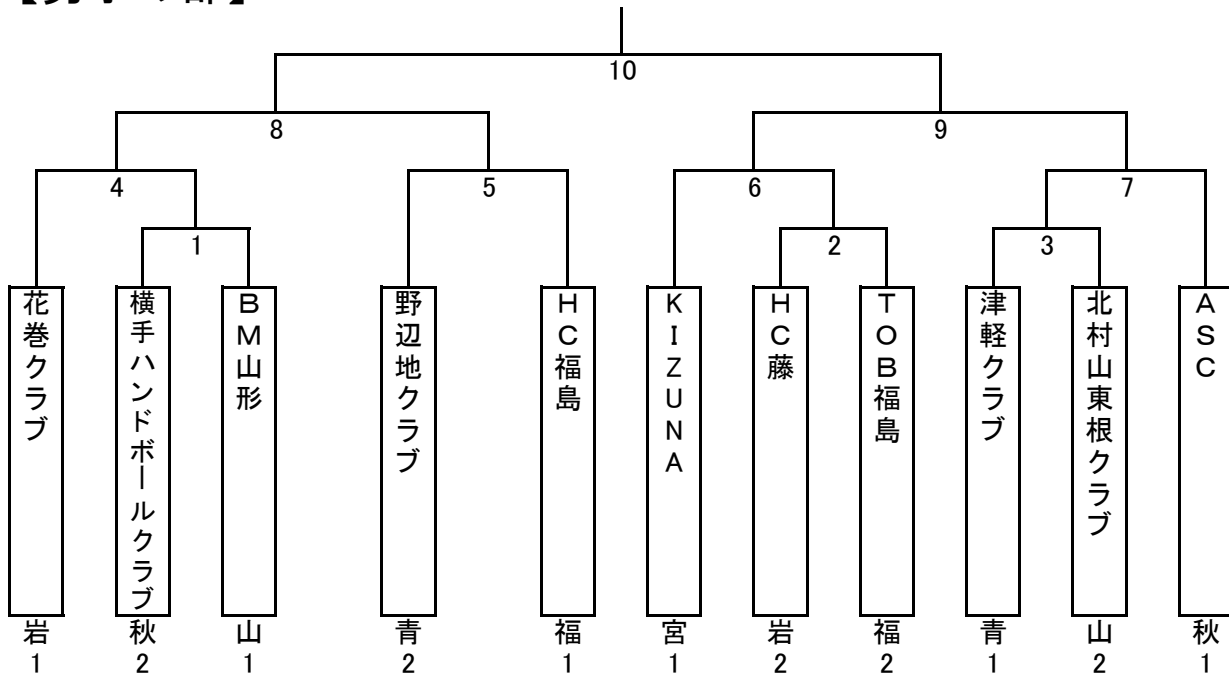 10
8
9
4
5
6
7
1
2
3
花巻クラブ
横手ハンドボールクラブ
BM山形
野辺地クラブ
HC福島
KIZUNA
HC藤
TOB福島
津軽クラブ
北村山東根クラブ
ASC
岩 秋 山 青 福 宮 岩 福 青 山 秋
1 2 1 2 1 1 2 2 1 2 1